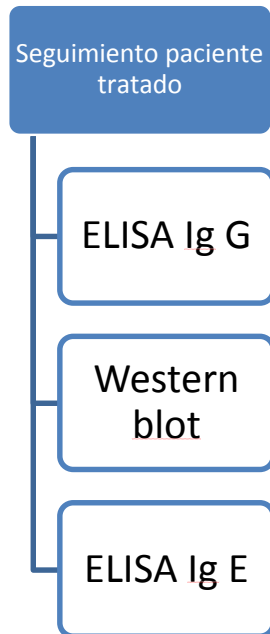 Seguimiento paciente
tratado
ELISA Ig G
Western
blot
ELISA Ig E